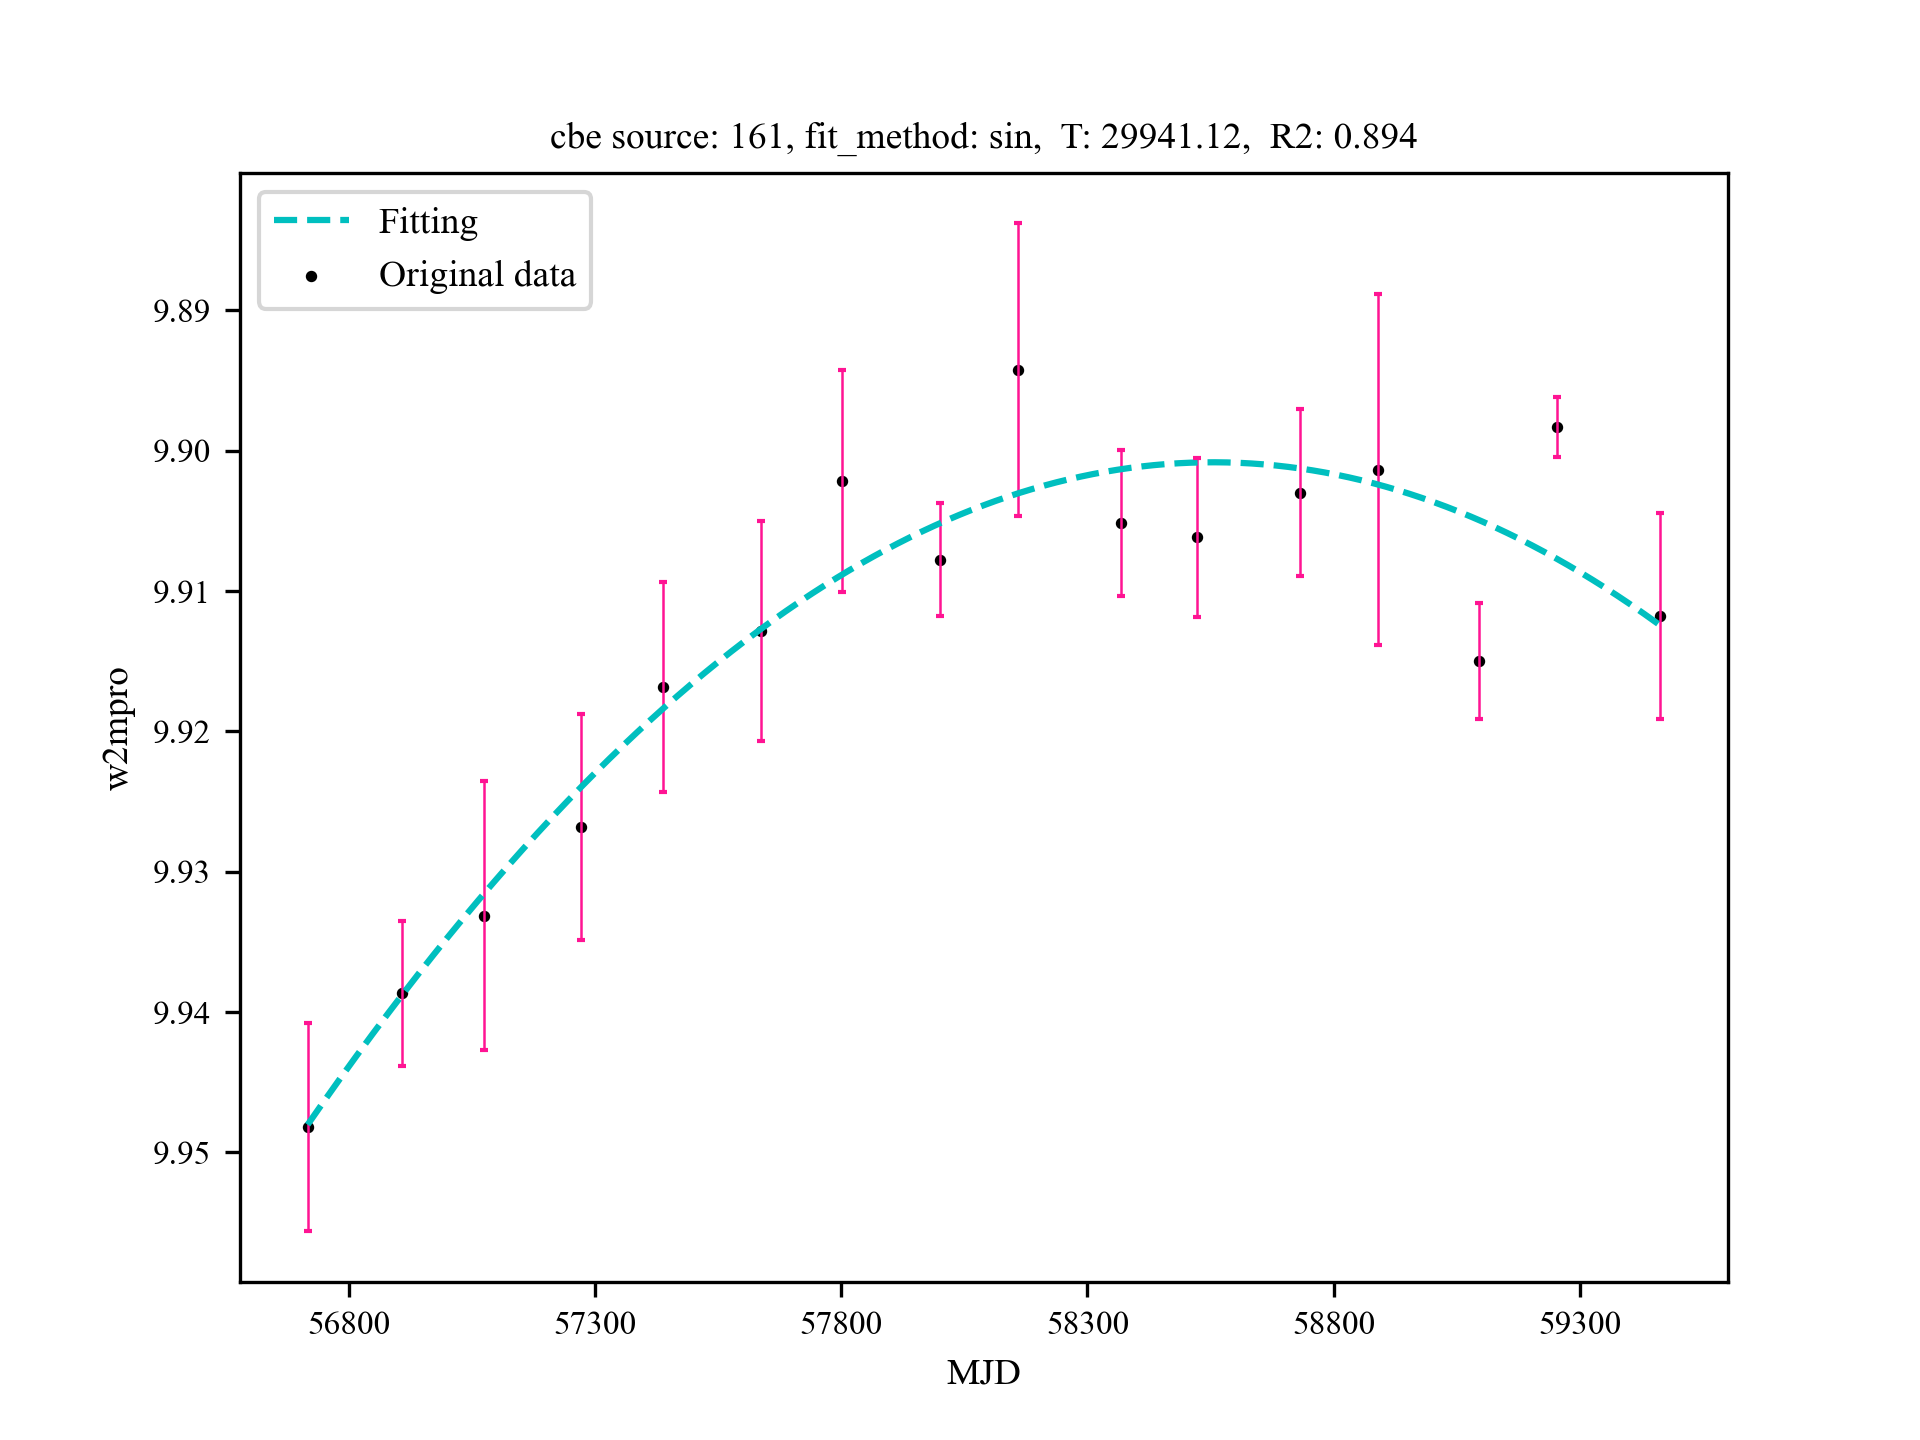 cbe source: 161, fit_method: sin,  T: 29941.12,  R2: 0.894
Fitting
Original data
9.89
9.90
9.91
9.92
9.93
9.94
9.95
w2mpro
56800
57300
57800
58300
58800
59300
MJD